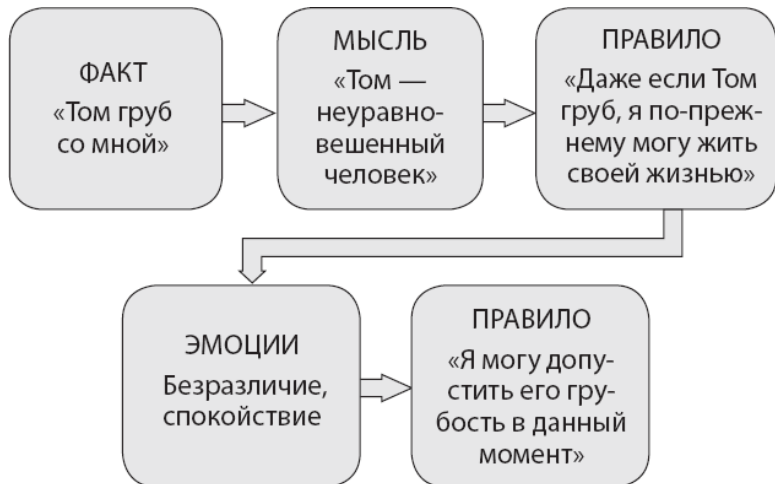 ФАКТ
«Том груб
со мной»
МЫСЛЬ
«Том —
неуравно-
вешенный
человек»
ПРАВИЛО
«Даже если Том
груб, я по-преж-
нему могу жить
своей жизнью»
ЭМОЦИИ
Безразличие,
спокойствие
ПРАВИЛО
«Я могу допу-
стить его гру-
бость в данный
момент»